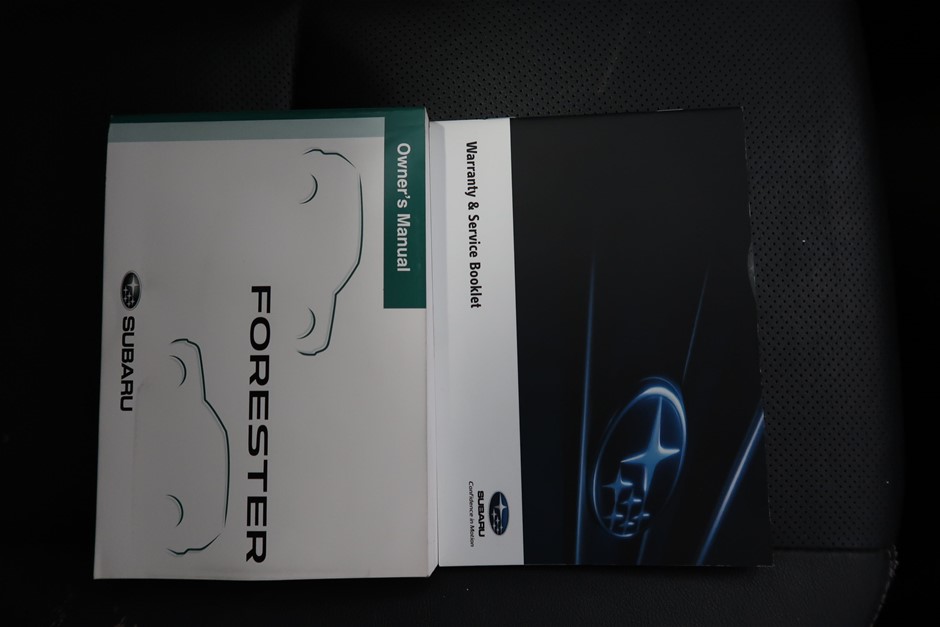 Owner's Manual
FORESTER
SUBARU
Warranty & Service Booklet
SUBARU
Confidence in Motion